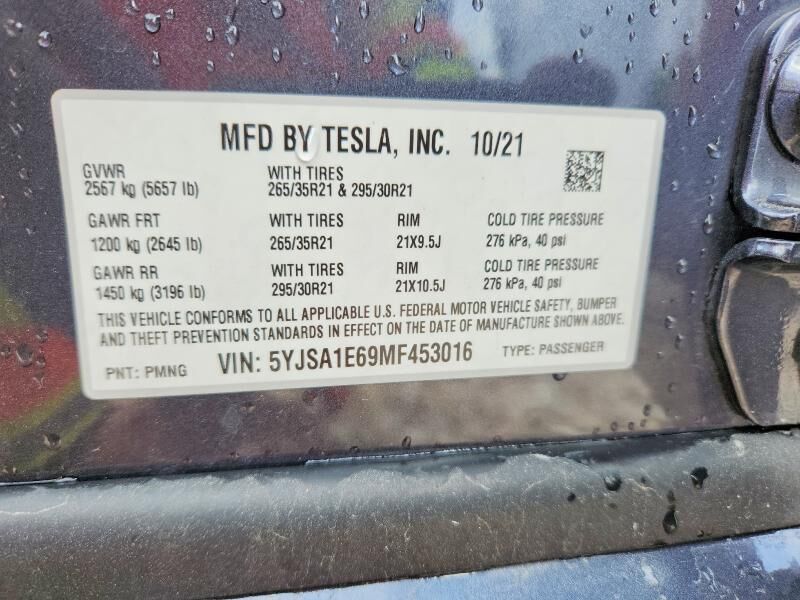 MFD BY TESLA, INC. 10/21
GVWR WITH TIRES
2567 kg (5657 lb) 265/35R21 & 295/30R21
GAWR FRT WITH TIRES RIM COLD TIRE PRESSURE
1200 kg (2645 lb) 265/35R21 21X9.5J 276 kPa, 40 psi
GAWR RR WITH TIRES RIM COLD TIRE PRESSURE
1450 kg (3196 lb) 295/30R21 21X10.5J 276 kPa, 40 psi
THIS VEHICLE CONFORMS TO ALL APPLICABLE U.S. FEDERAL MOTOR VEHICLE SAFETY, BUMPER
AND THEFT PREVENTION STANDARDS IN EFFECT ON THE DATE OF MANUFACTURE SHOWN ABOVE.
PNT: PMNG VIN: 5YJSA1E69MF453016 TYPE: PASSENGER